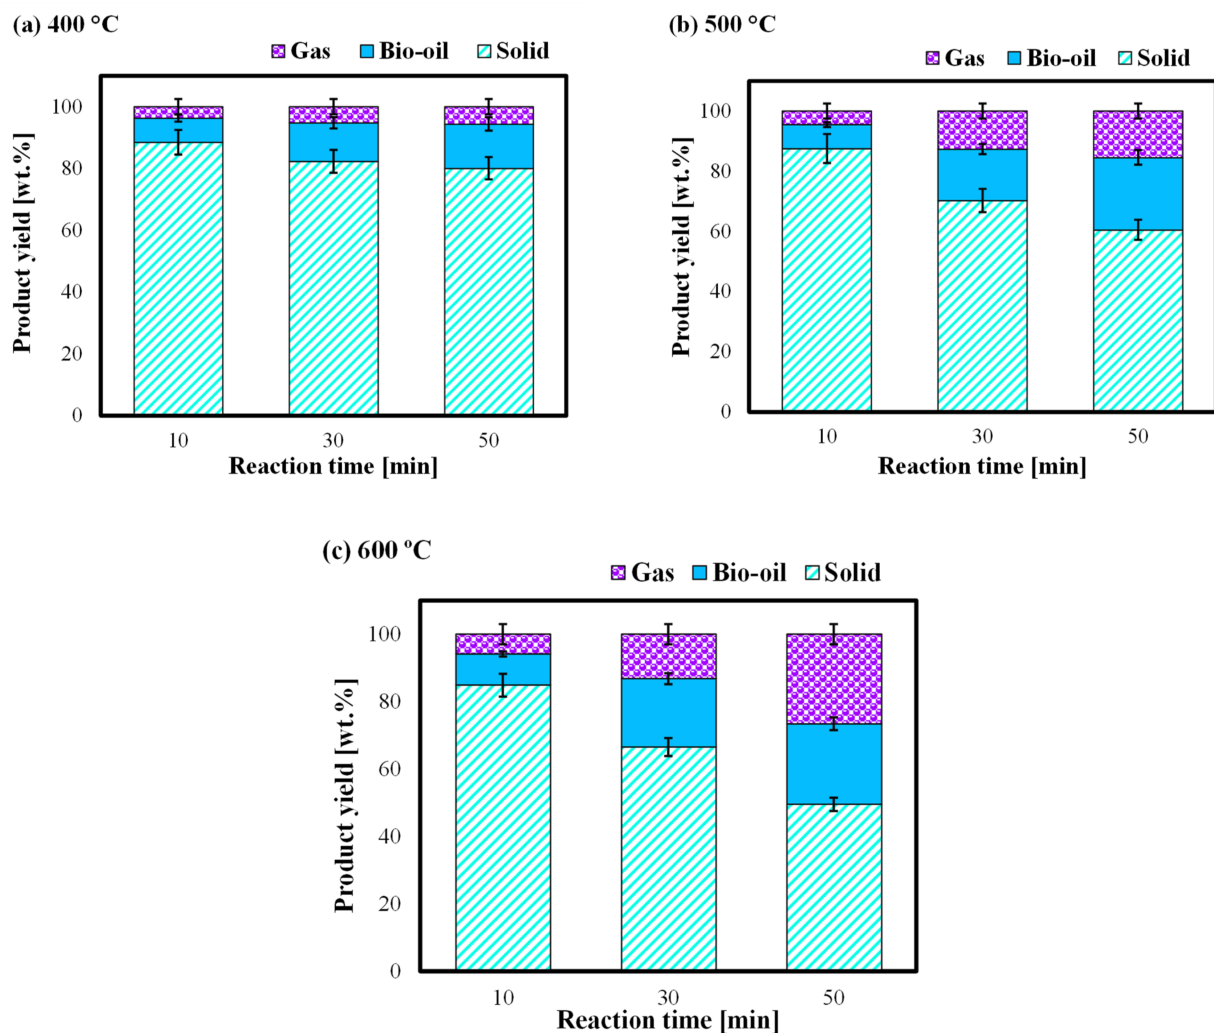 (a) 400 °C
Gas Bio-oil Solid
Product yield [wt.%]
100
80
60
40
20
0
10 30 50
Reaction time [min]
(b) 500 °C
Gas Bio-oil Solid
Product yield [wt.%]
100
80
60
40
20
0
10 30 50
Reaction time [min]
(c) 600 ºC
Gas Bio-oil Solid
Product yield [wt.%]
100
80
60
40
20
0
10 30 50
Reaction time [min]